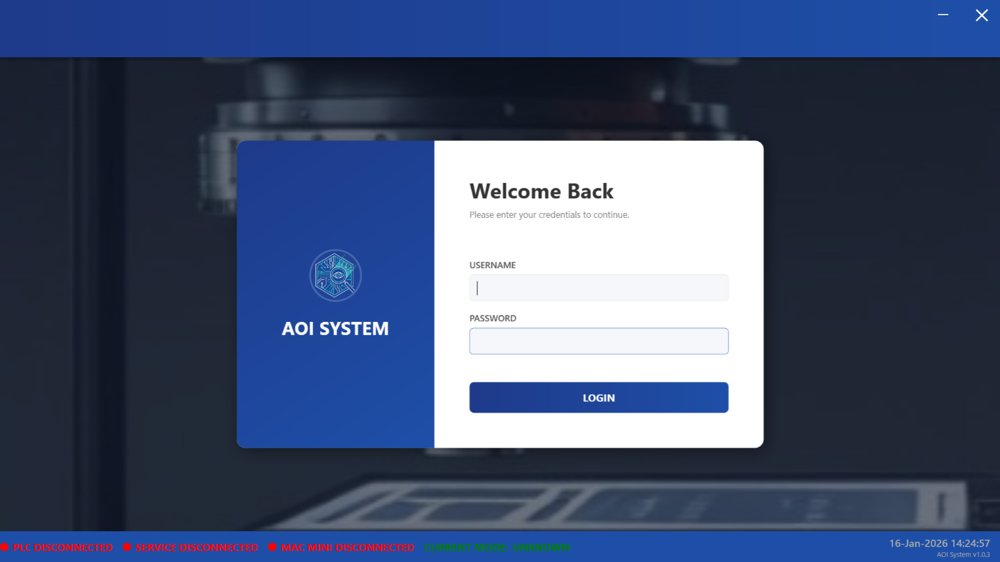 Welcome Back
Please enter your credentials to continue.
USERNAME
PASSWORD
LOGIN
AOI SYSTEM
PLC DISCONNECTED SERVICE DISCONNECTED MAC MINI DISCONNECTED CURRENT MODE: UNKNOWN
16-Jan-2026 14:24:57
AOI System v1.0.3